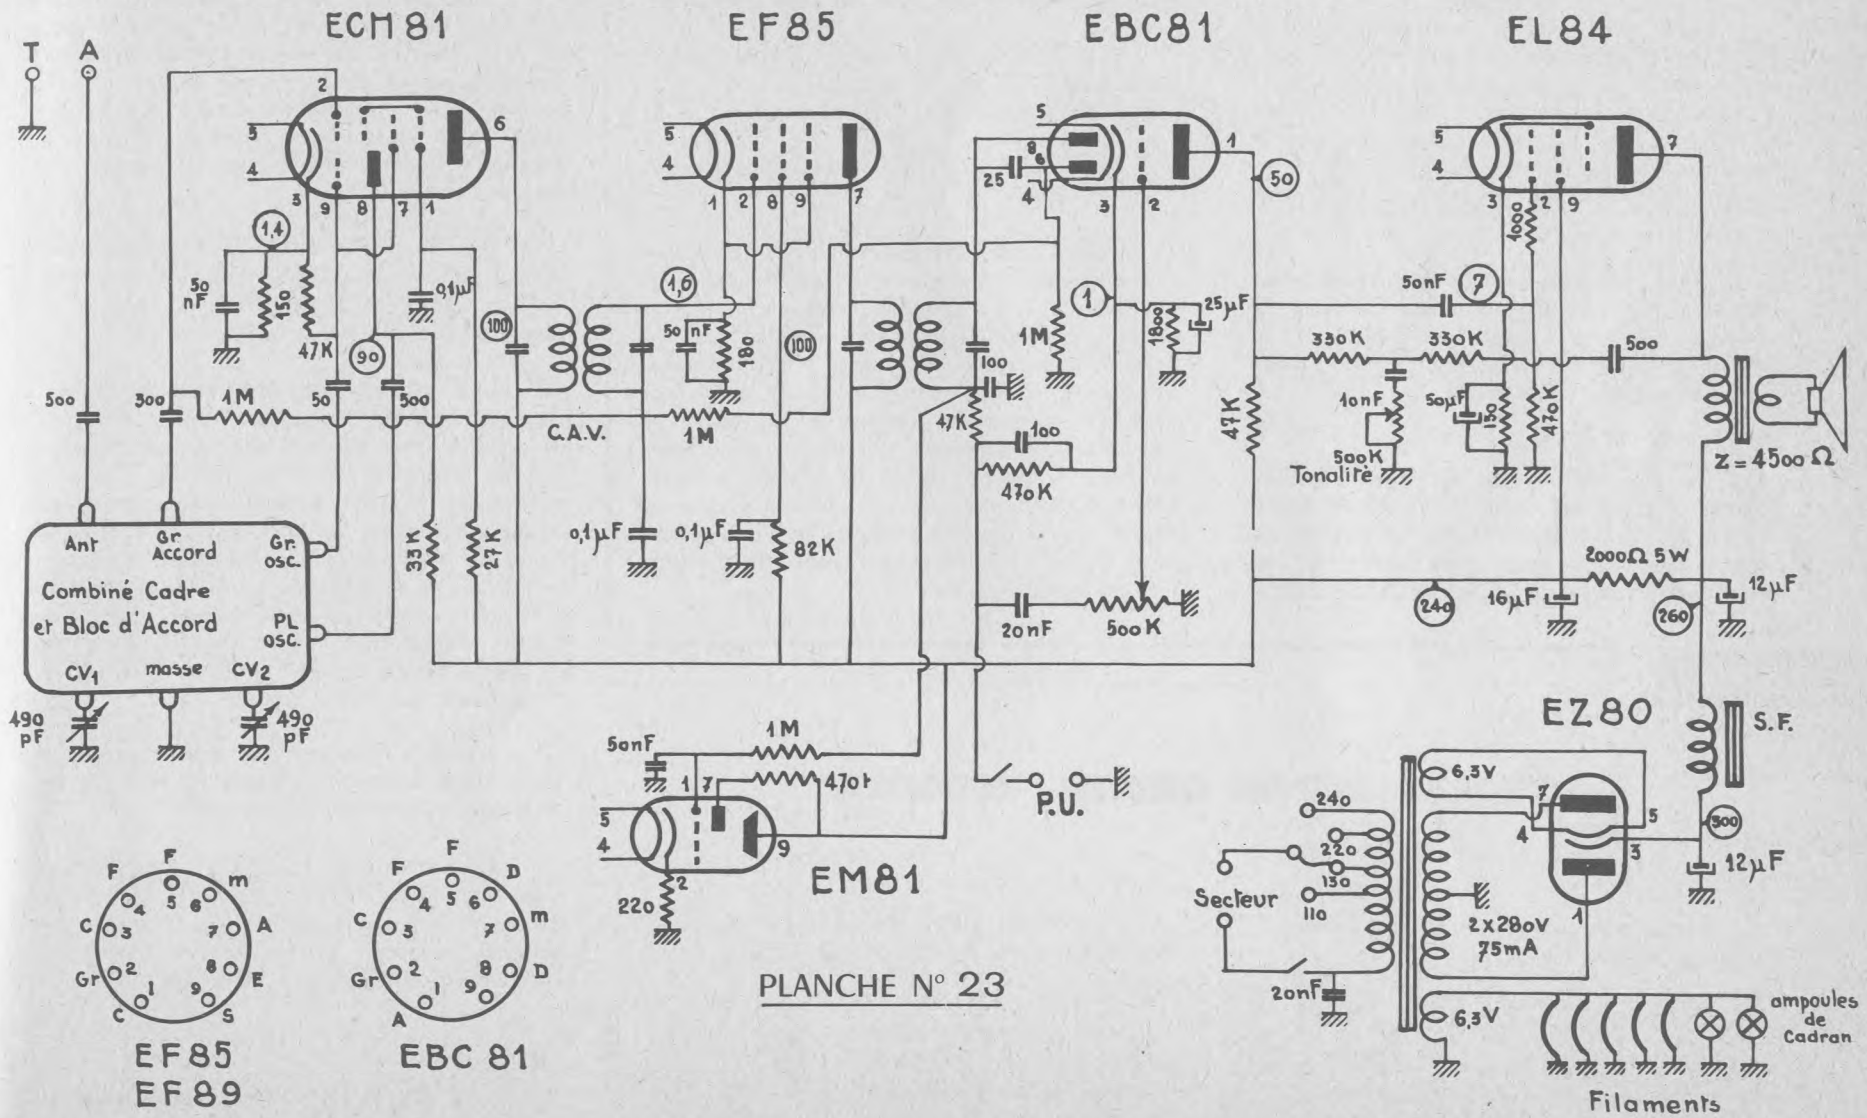 ECH 81
EF85
EBC81
EL84
T
A
2
6
3
4
3
9
8
7
1
5
4
1
2
8
9
7
5
8
6
25
4
3
2
1
50
5
4
3
2
9
7
1,4
50 nF
150
47K
0,1µF
90
100
1,6
50 nF
180
100
1M
1
1800
25µF
50nF
7
1000
330K
330K
500
500
300
1M
50
500
C.A.V.
1M
100
47K
100
470K
47K
10nF
500K
Tonalité
50µF
150
470K
Z = 4500 Ω
Ant
Gr Accord
Gr. osc.
Combiné Cadre
et Bloc d'Accord
PL osc.
CV1
masse
CV2
490 pF
490 pF
33K
27K
0,1µF
0,1µF
82K
20nF
500K
2000Ω 5W
240
16µF
260
12µF
50nF
1M
1
7
5
4
2
9
220
EM81
P.U.
EZ80
S.F.
6,3V
7
4
5
3
1
300
12µF
240
220
130
110
Secteur
2x280V
75mA
20nF
6,3V
ampoules
de
Cadran
Filaments
F
F
m
C
A
Gr
E
C
S
4
5
6
3
7
2
8
1
9
EF85
EF89
F
F
D
C
m
Gr
D
A
4
5
6
3
7
2
8
1
9
EBC 81
PLANCHE N° 23